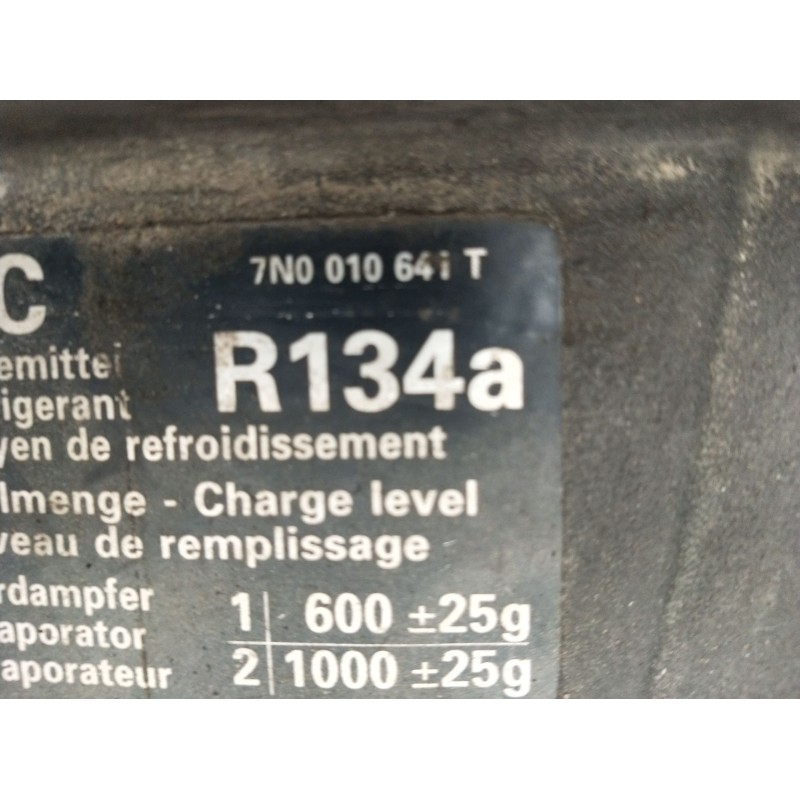 7N0 010 641 T
C
emittel
R134a
igerant
yen de refroidissement
lmenge - Charge level
veau de remplissage
rdampfer
1 600 ±25g
aporator
2 1000 ±25g
aporateur